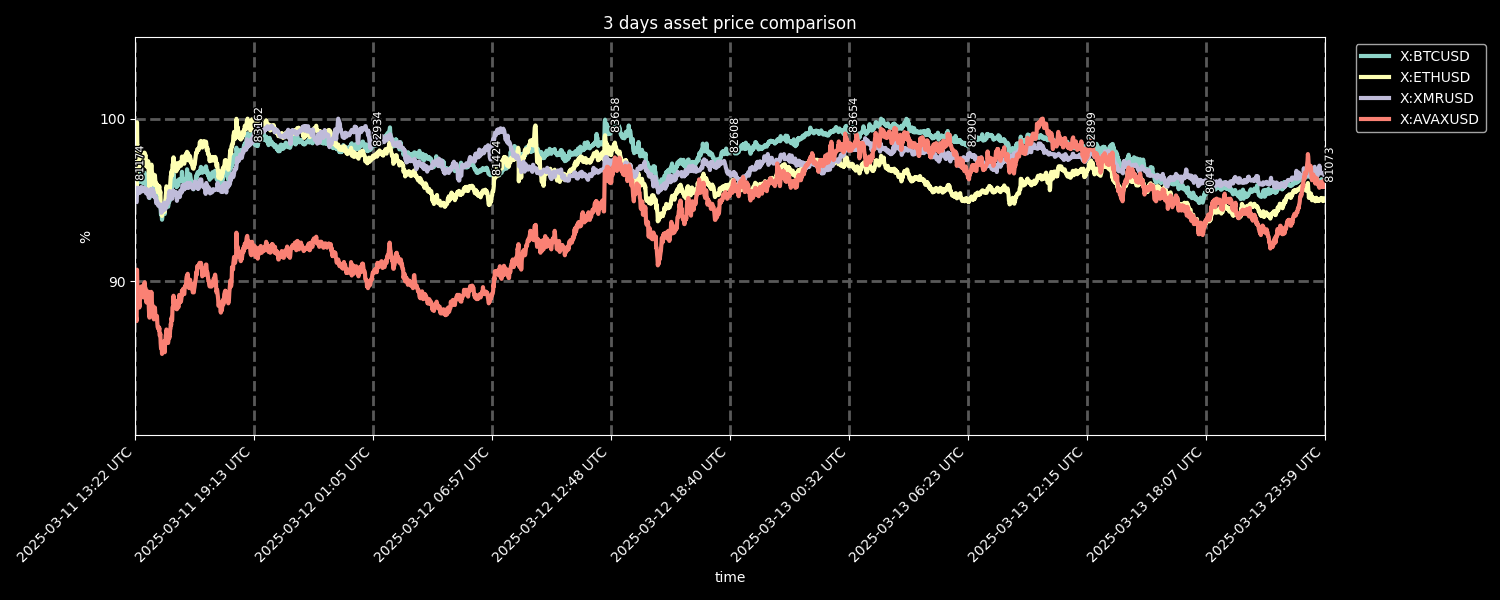 3 days asset price comparison
X:BTCUSD
X:ETHUSD
X:XMRUSD
X:AVAXUSD
100
90
%
83162
82934
81424
83658
82608
83654
82905
82899
80494
81073
2025-03-11 13:22 UTC
2025-03-11 19:13 UTC
2025-03-12 01:05 UTC
2025-03-12 06:57 UTC
2025-03-12 12:48 UTC
2025-03-12 18:40 UTC
2025-03-13 00:32 UTC
2025-03-13 06:23 UTC
2025-03-13 12:15 UTC
2025-03-13 18:07 UTC
2025-03-13 23:59 UTC
time